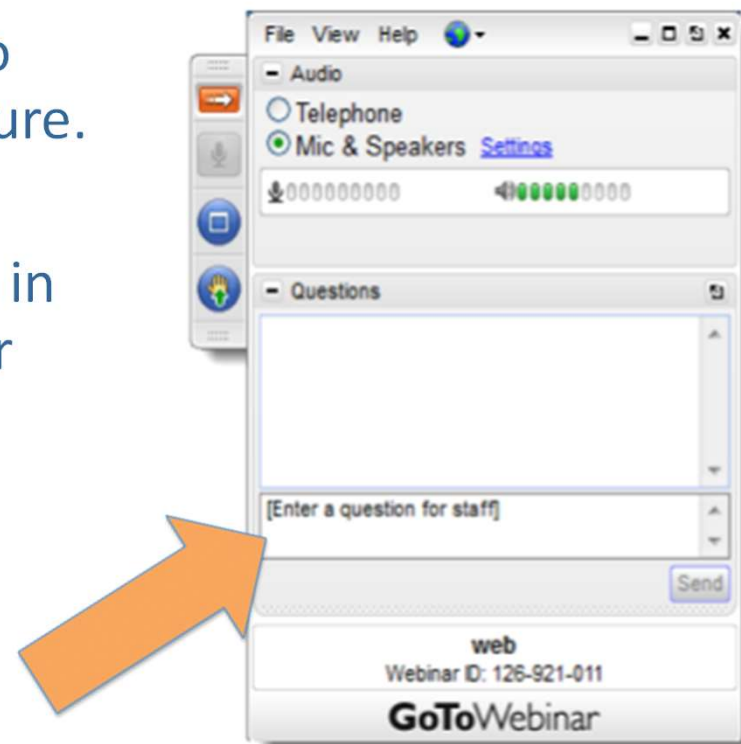 ure.
in
File View Help
Audio
Telephone
Mic & Speakers Settings
Questions
[Enter a question for staff]
Send
web
Webinar ID: 126-921-011
GoToWebinar